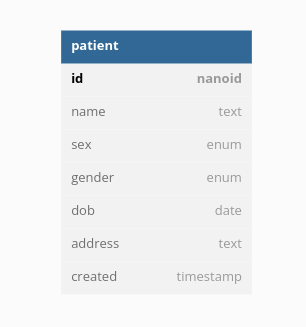 patient
id nanoid
name text
sex enum
gender enum
dob date
address text
created timestamp